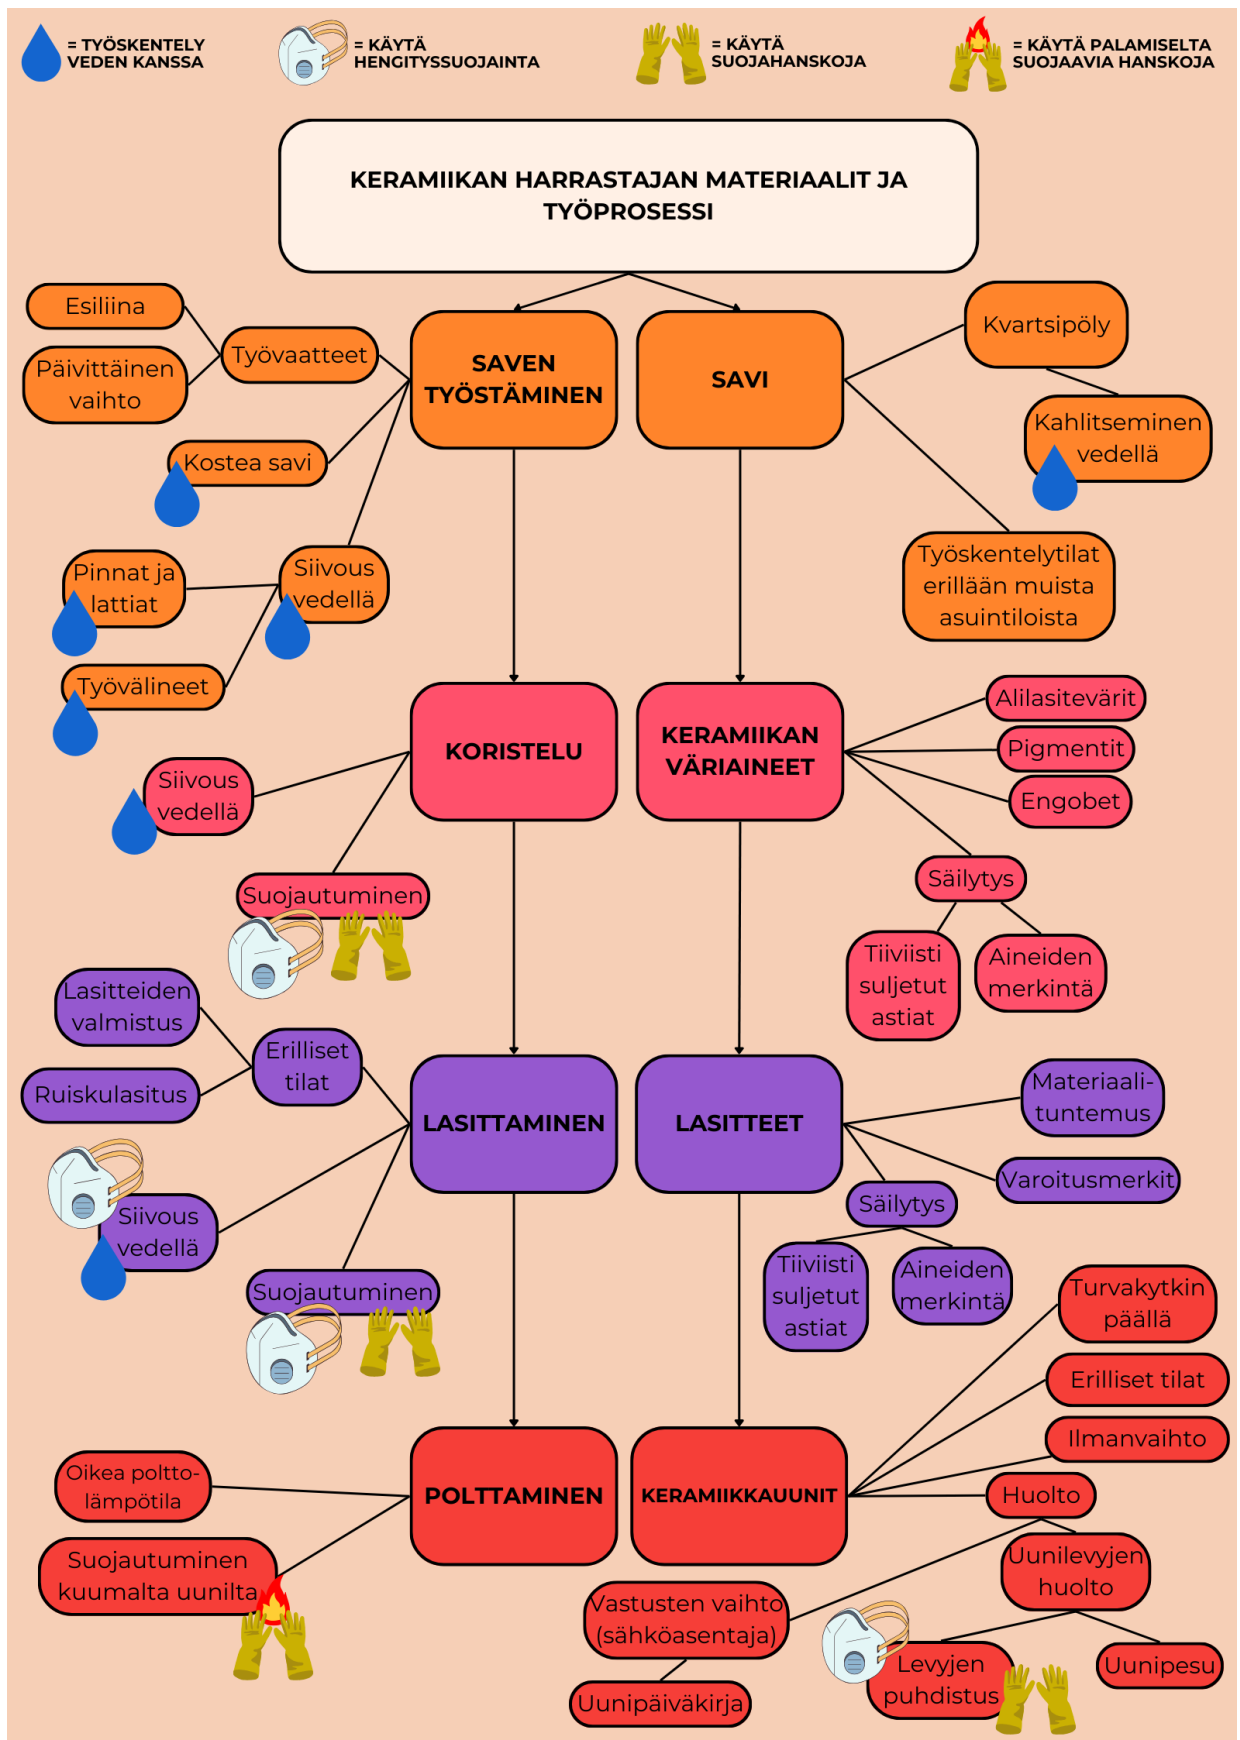 = TYÖSKENTELY
VEDEN KANSSA
= KÄYTÄ
HENGITYSSUOJAINTA
= KÄYTÄ
SUOJAHANSKOJA
= KÄYTÄ PALAMISELTA
SUOJAAVIA HANSKOJA
KERAMIIKAN HARRASTAJAN MATERIAALIT JA
TYÖPROSESSI
SAVEN
TYÖSTÄMINEN
Esiliina
Päivittäinen
vaihto
Työvaatteet
Kostea savi
Siivous
vedellä
Pinnat ja
lattiat
Työvälineet
SAVI
Kvartsipöly
Kahlitseminen
vedellä
Työskentelytilat
erillään muista
asuintiloista
KORISTELU
Siivous
vedellä
Suojautuminen
KERAMIIKAN
VÄRIAINEET
Alilasitevärit
Pigmentit
Engobet
Säilytys
Tiiviisti
suljetut
astiat
Aineiden
merkintä
LASITTAMINEN
Lasitteiden
valmistus
Erilliset
tilat
Ruiskulasitus
Siivous
vedellä
Suojautuminen
LASITTEET
Materiaali-
tuntemus
Varoitusmerkit
Säilytys
Tiiviisti
suljetut
astiat
Aineiden
merkintä
POLTTAMINEN
Oikea poltto-
lämpötila
Suojautuminen
kuumalta uunilta
KERAMIIKKAUUNIT
Turvakytkin
päällä
Erilliset tilat
Ilmanvaihto
Huolto
Uunilevyjen
huolto
Vastusten vaihto
(sähköasentaja)
Uunipäiväkirja
Levyjen
puhdistus
Uunipesu